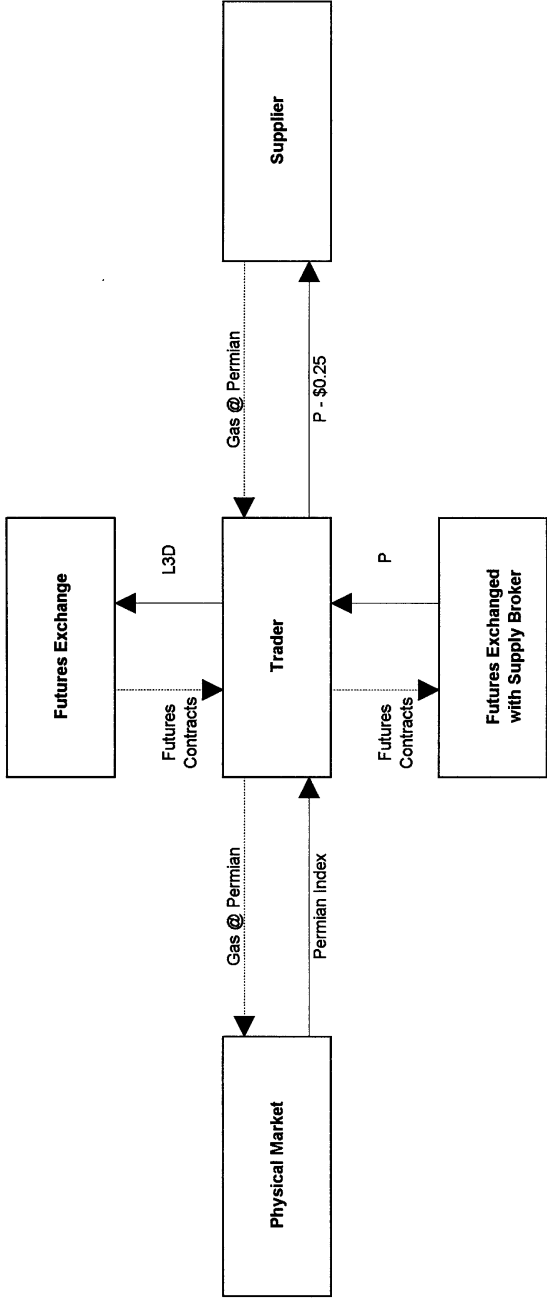 Futures Exchange
Futures
Contracts
L3D
Gas @ Permian
Gas @ Permian
Physical Market
Trader
Supplier
Permian Index
P - $0.25
Futures
Contracts
P
Futures Exchanged
with Supply Broker